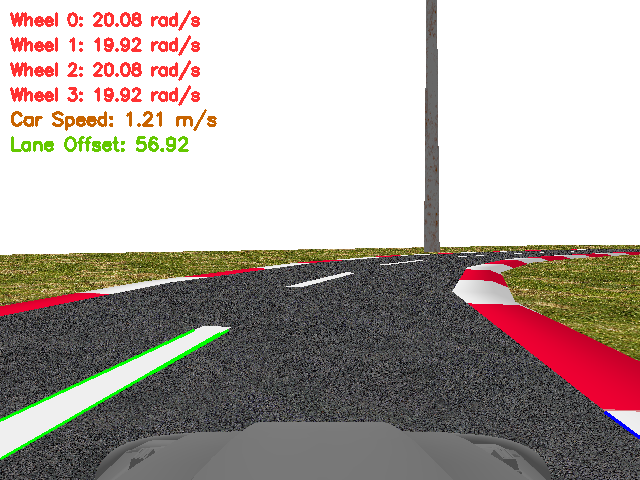 Wheel 0: 20.08 rad/s
Wheel 1: 19.92 rad/s
Wheel 2: 20.08 rad/s
Wheel 3: 19.92 rad/s
Car Speed: 1.21 m/s
Lane Offset: 56.92